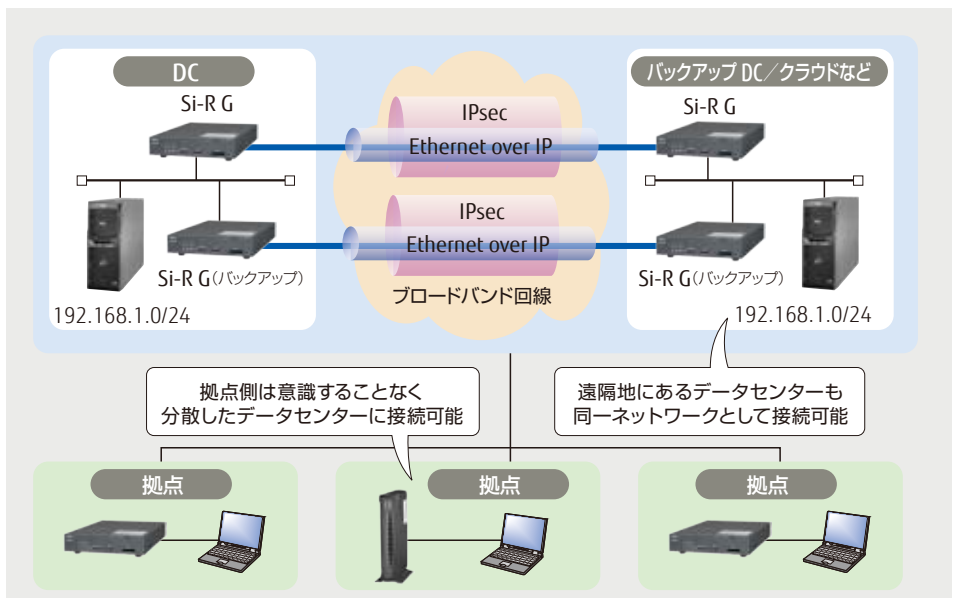 DC
バックアップ DC／クラウドなど
Si-R G
IPsec
Si-R G
Ethernet over IP
IPsec
Ethernet over IP
Si-R G（バックアップ）
Si-R G（バックアップ）
ブロードバンド回線
192.168.1.0/24
192.168.1.0/24
拠点側は意識することなく
分散したデータセンターに接続可能
遠隔地にあるデータセンターも
同一ネットワークとして接続可能
拠点
拠点
拠点